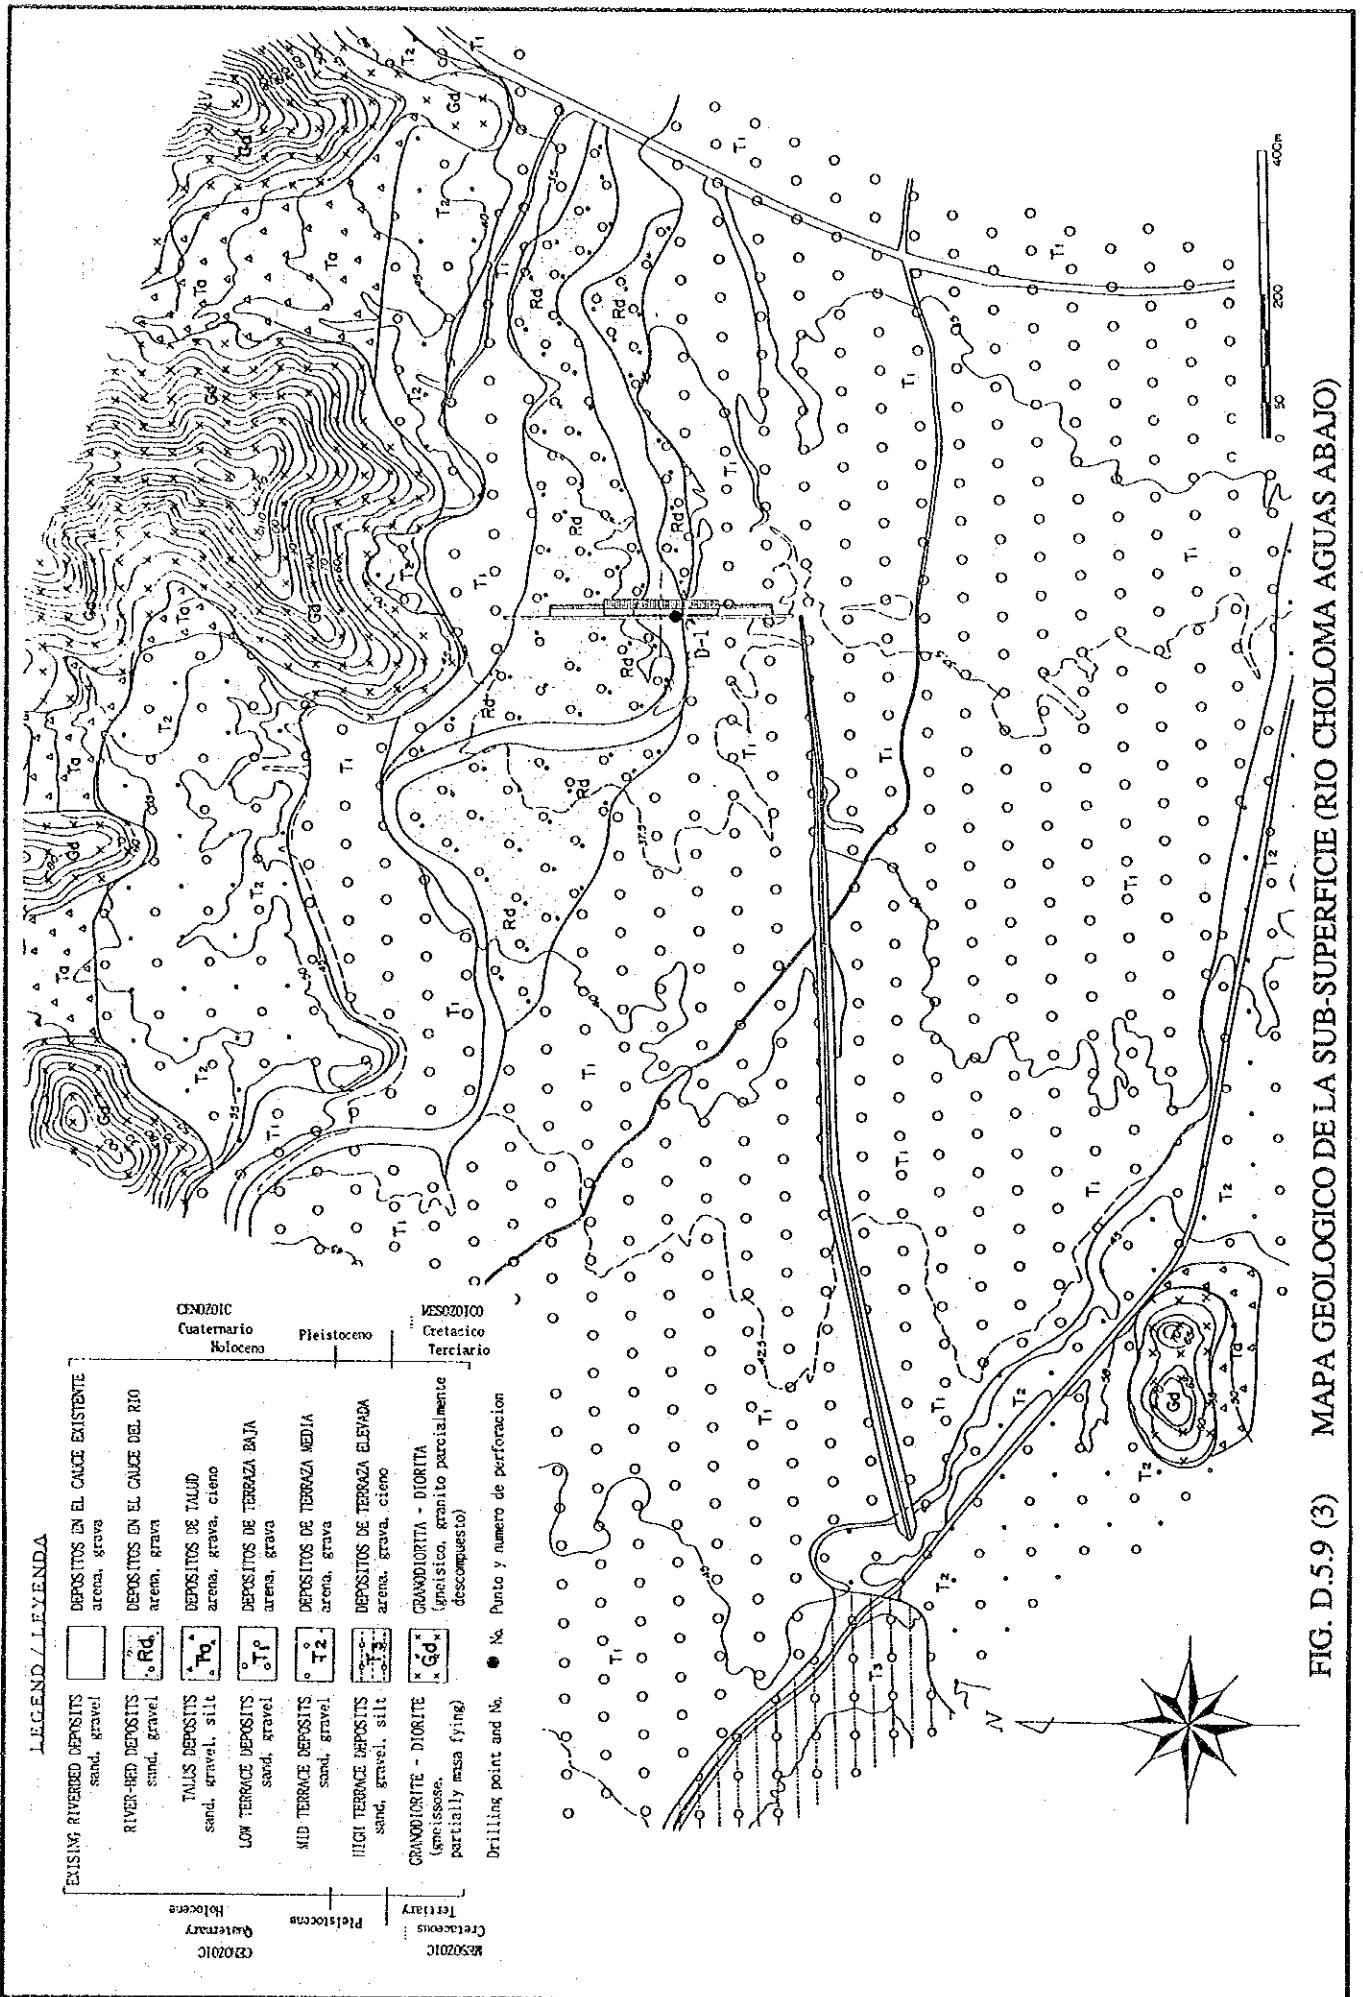 LEGEND / LEYENDA
EXISING RIVERBED DEPOSITS
sand, gravel
DEPOSITOS EN EL CAUCE EXISTENTE
arena, grava
RIVER-BED DEPOSITS
sand, gravel
Rd
DEPOSITOS EN EL CAUCE DEL RIO
arena, grava
TALUS DEPOSITS
sand, gravel, silt
Ta
DEPOSITOS DE TALUD
arena, grava, cieno
LOW TERRACE DEPOSITS
sand, gravel
T1
DEPOSITOS DE TERRAZA BAJA
arena, grava
MID TERRACE DEPOSITS
sand, gravel
T2
DEPOSITOS DE TERRAZA MEDIA
arena, grava
HIGH TERRACE DEPOSITS
sand, gravel, silt
T3
DEPOSITOS DE TERRAZA ELEVADA
arena, grava, cieno
GRANODIORITE - DIORITE
(gneissose,
partially masa fying)
Gd
GRANODIORITA - DIORITA
(gneisico, granito parcialmente
descompuesto)
Drilling point and No.
No.
Punto y numero de perforacion
CENOZOIC
Quaternary
Holocene
Pleistocene
MESOZOIC
Cretaceous
Tertiary
CENOZOIC
Cuaternario
Holoceno
Pleistoceno
MESOZOICO
Cretacico
Terciario
Gd
Ta
T2
T1
Rd
D-1
37.5
42.5
T3
N
0
50
200
400m
FIG. D.5.9 (3) MAPA GEOLOGICO DE LA SUB-SUPERFICIE (RIO CHOLOMA AGUAS ABAJO)